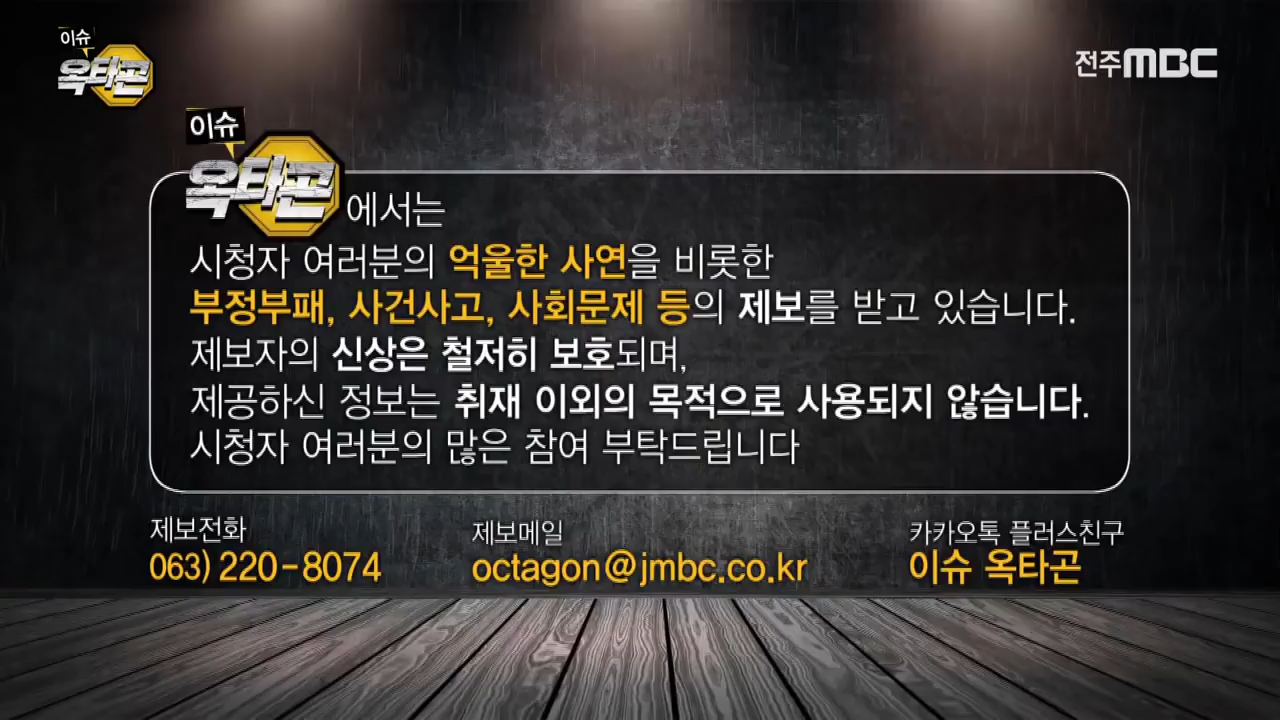 이슈
옥타곤
전주MBC
이슈
옥타곤에서는
시청자 여러분의 억울한 사연을 비롯한
부정부패, 사건사고, 사회문제 등의 제보를 받고 있습니다.
제보자의 신상은 철저히 보호되며,
제공하신 정보는 취재 이외의 목적으로 사용되지 않습니다.
시청자 여러분의 많은 참여 부탁드립니다
제보전화
063) 220-8074
제보메일
octagon@jmbc.co.kr
카카오톡 플러스친구
이슈 옥타곤